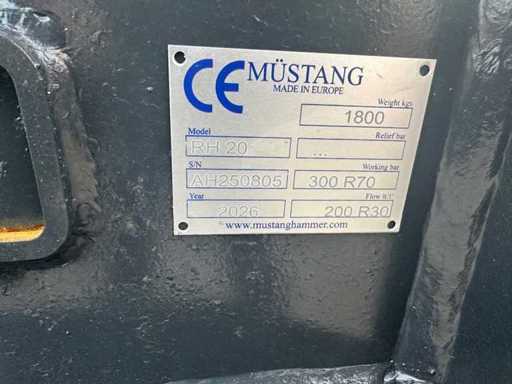 CE MÜSTANG
MADE IN EUROPE
Weight kgs
1800
Model
RH 20
Relief bar
...
S/N
AH250805
Working bar
300 R70
Year
2026
Flow lt/1'
200 R30
www.mustanghammer.com